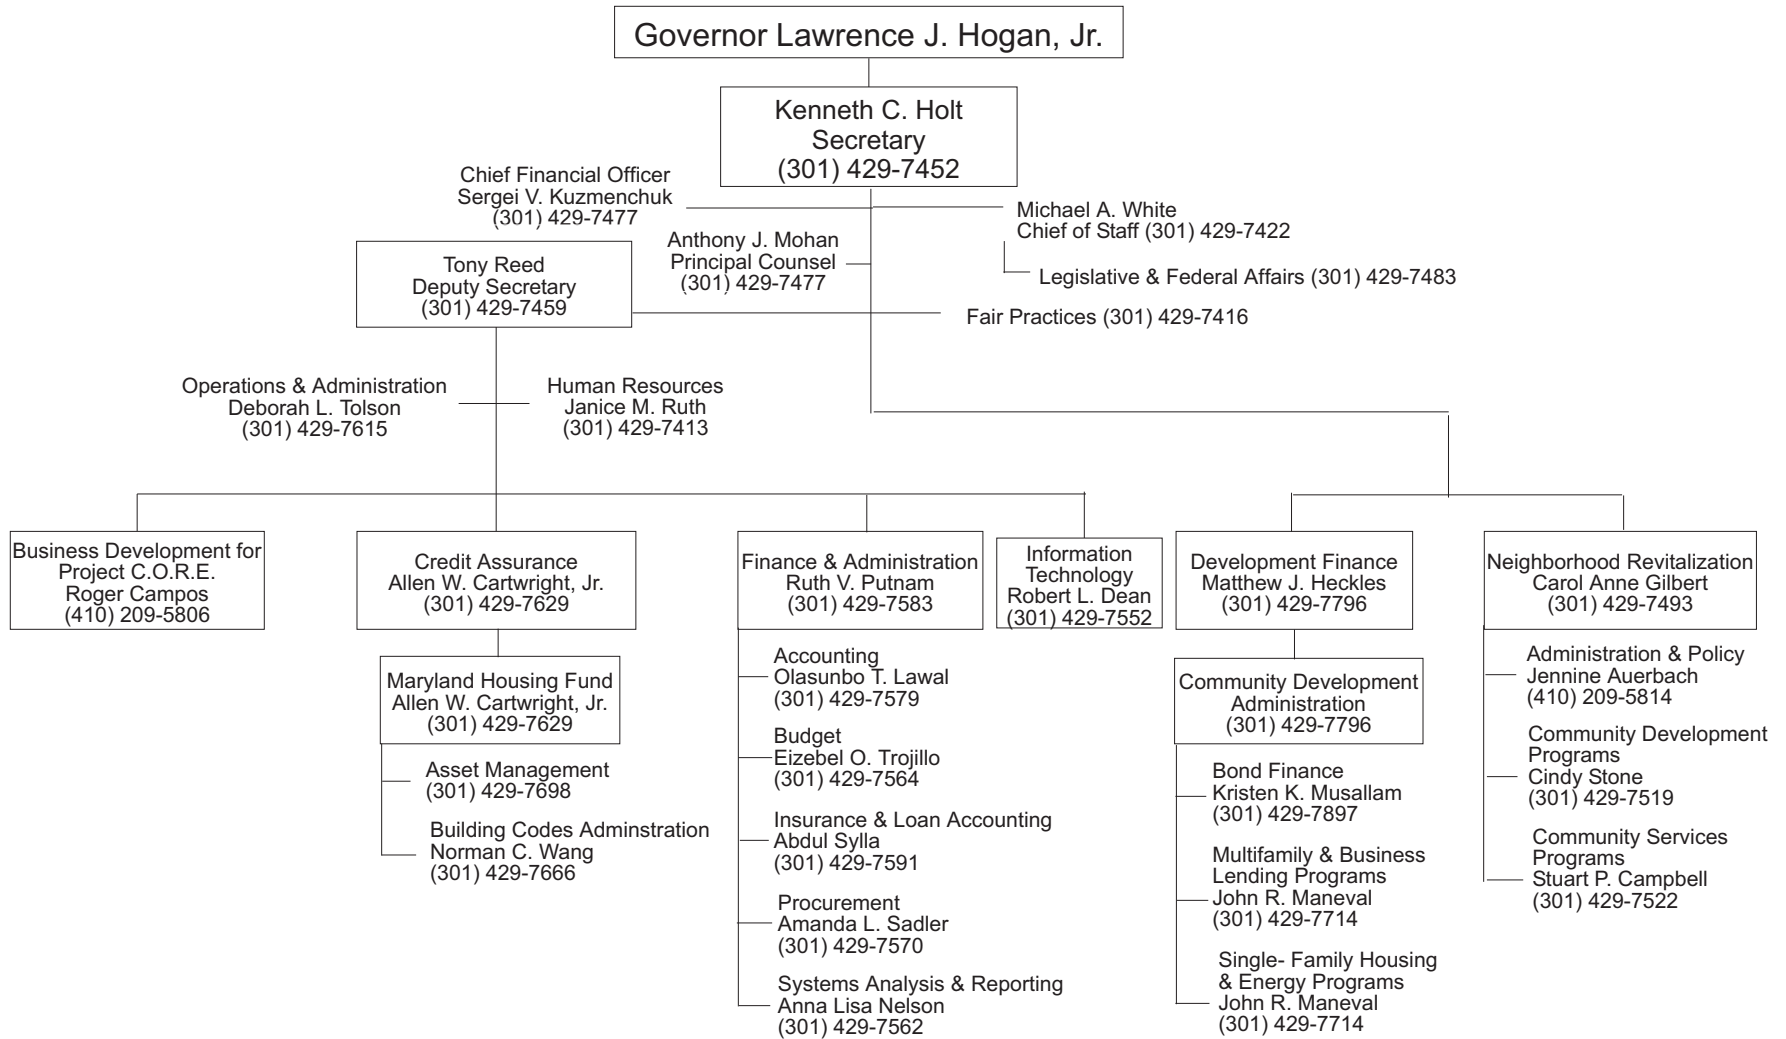 Governor Lawrence J. Hogan, Jr.
Kenneth C. Holt
Secretary
(301) 429-7452
Chief Financial Officer
Sergei V. Kuzmenchuk
(301) 429-7477
Michael A. White
Chief of Staff (301) 429-7422
Anthony J. Mohan
Principal Counsel
(301) 429-7477
Legislative & Federal Affairs (301) 429-7483
Tony Reed
Deputy Secretary
(301) 429-7459
Fair Practices (301) 429-7416
Operations & Administration
Deborah L. Tolson
(301) 429-7615
Human Resources
Janice M. Ruth
(301) 429-7413
Business Development for
Project C.O.R.E.
Roger Campos
(410) 209-5806
Credit Assurance
Allen W. Cartwright, Jr.
(301) 429-7629
Maryland Housing Fund
Allen W. Cartwright, Jr.
(301) 429-7629
Asset Management
(301) 429-7698
Building Codes Adminstration
Norman C. Wang
(301) 429-7666
Finance & Administration
Ruth V. Putnam
(301) 429-7583
Accounting
Olasunbo T. Lawal
(301) 429-7579
Budget
Eizebel O. Trojillo
(301) 429-7564
Insurance & Loan Accounting
Abdul Sylla
(301) 429-7591
Procurement
Amanda L. Sadler
(301) 429-7570
Systems Analysis & Reporting
Anna Lisa Nelson
(301) 429-7562
Information
Technology
Robert L. Dean
(301) 429-7552
Development Finance
Matthew J. Heckles
(301) 429-7796
Community Development
Administration
(301) 429-7796
Bond Finance
Kristen K. Musallam
(301) 429-7897
Multifamily & Business
Lending Programs
John R. Maneval
(301) 429-7714
Single- Family Housing
& Energy Programs
John R. Maneval
(301) 429-7714
Neighborhood Revitalization
Carol Anne Gilbert
(301) 429-7493
Administration & Policy
Jennine Auerbach
(410) 209-5814
Community Development
Programs
Cindy Stone
(301) 429-7519
Community Services
Programs
Stuart P. Campbell
(301) 429-7522